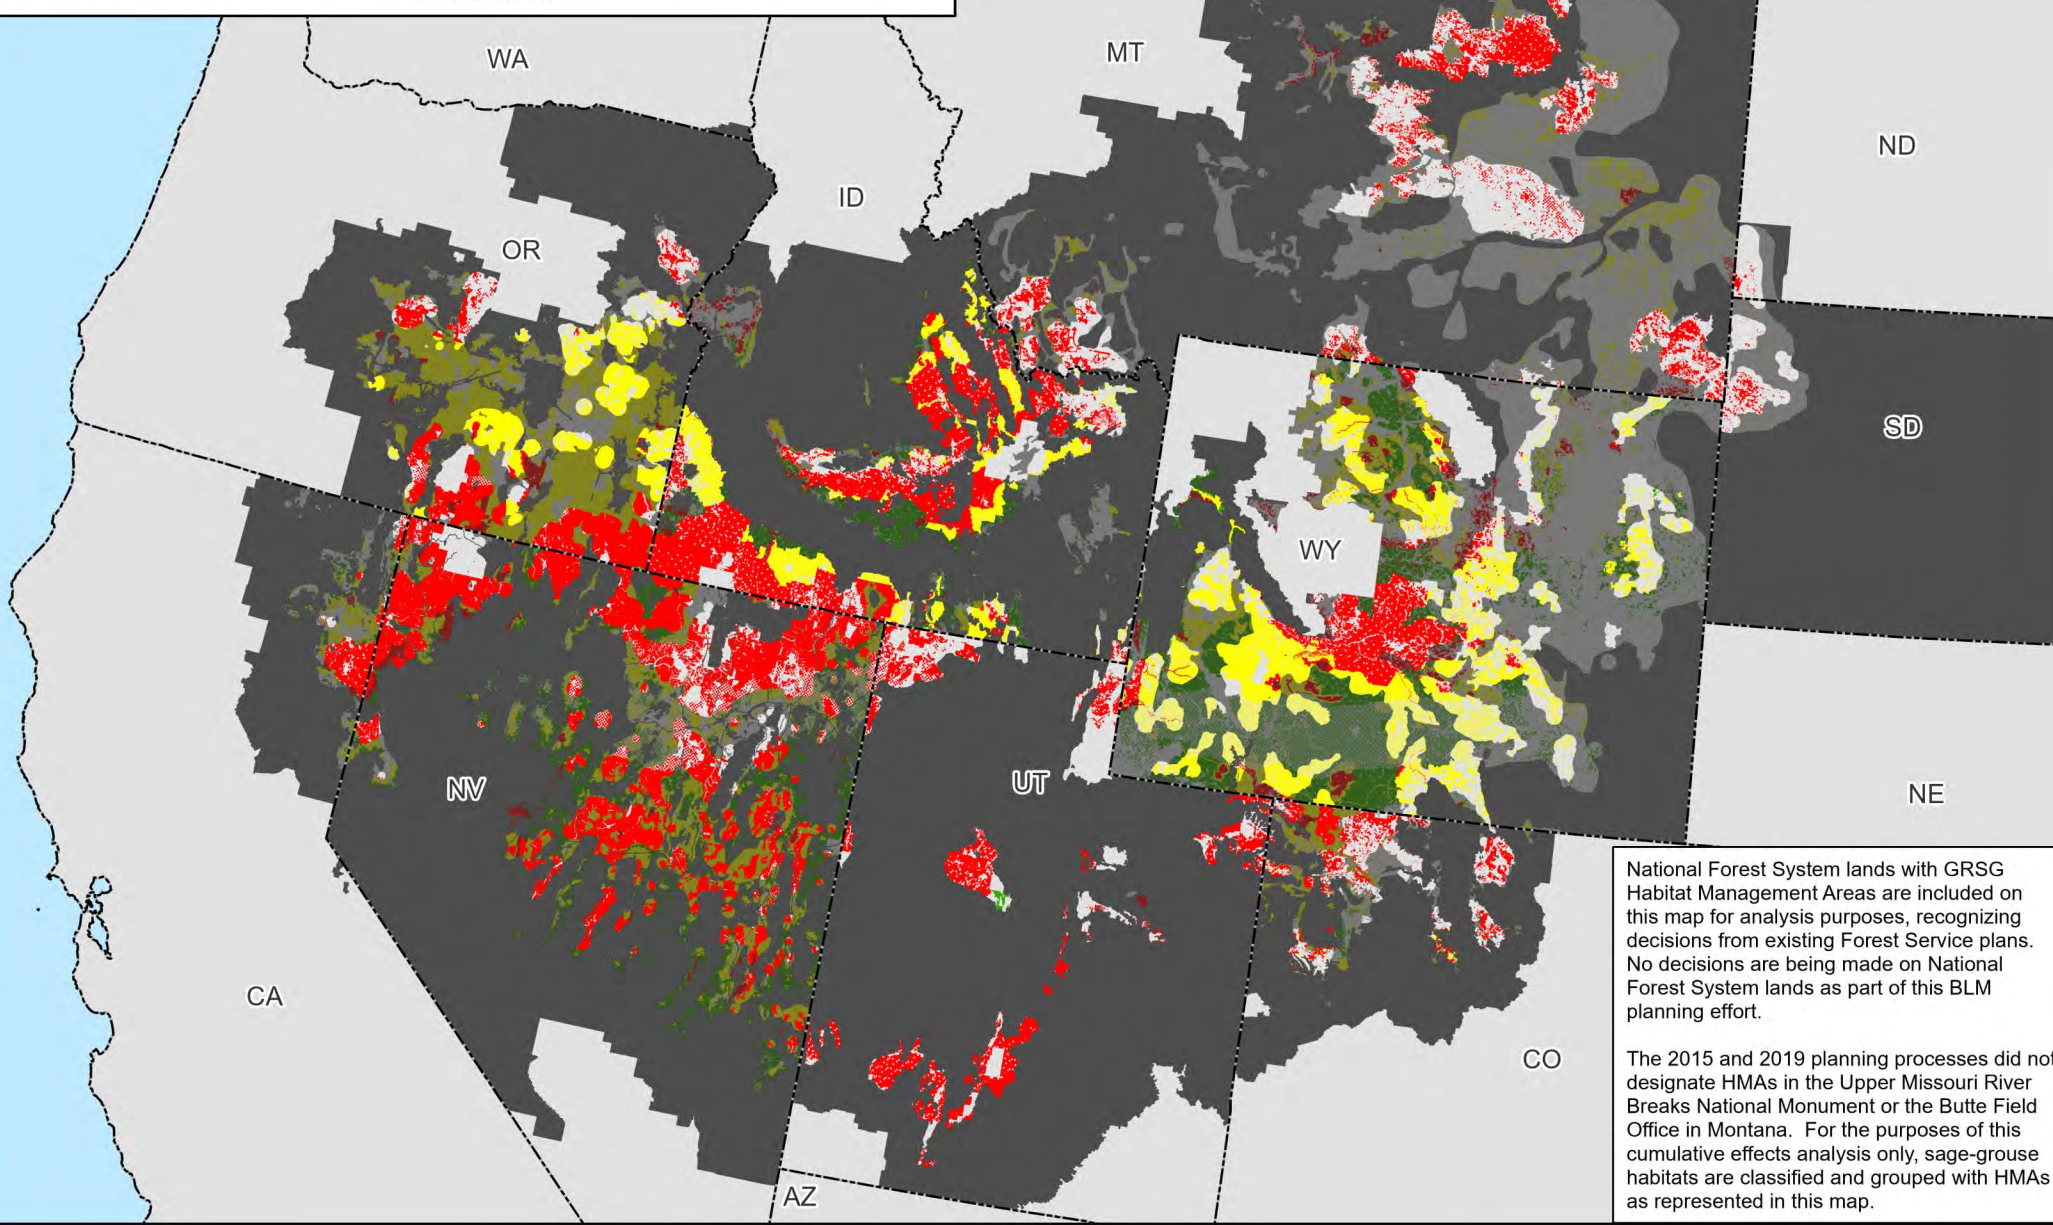 WA
MT
ND
ID
OR
SD
WY
NV
UT
NE
CA
CO
AZ
National Forest System lands with GRSG
Habitat Management Areas are included on
this map for analysis purposes, recognizing
decisions from existing Forest Service plans.
No decisions are being made on National
Forest System lands as part of this BLM
planning effort.
The 2015 and 2019 planning processes did not
designate HMAs in the Upper Missouri River
Breaks National Monument or the Butte Field
Office in Montana. For the purposes of this
cumulative effects analysis only, sage-grouse
habitats are classified and grouped with HMAs
as represented in this map.